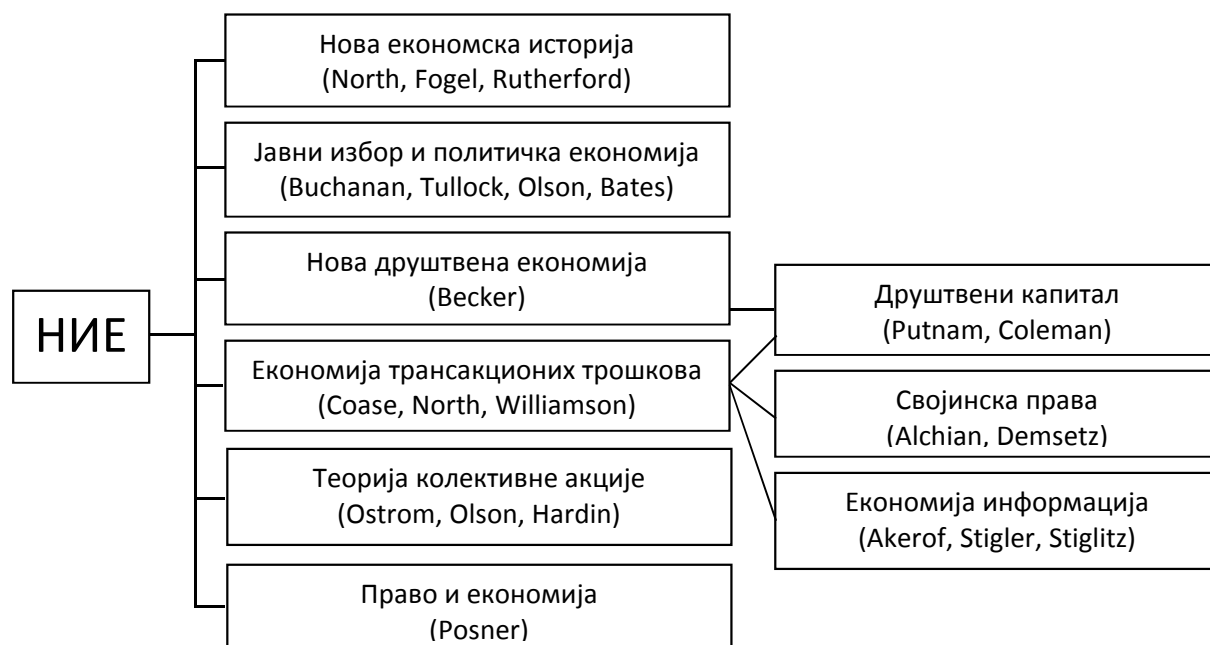 НИЕ
Нова економска историја
(North, Fogel, Rutherford)
Јавни избор и политичка економија
(Buchanan, Tullock, Olson, Bates)
Нова друштвена економија
(Becker)
Економија трансакционих трошкова
(Coase, North, Williamson)
Теорија колективне акције
(Ostrom, Olson, Hardin)
Право и економија
(Posner)
Друштвени капитал
(Putnam, Coleman)
Својинска права
(Alchian, Demsetz)
Економија информација
(Akerof, Stigler, Stiglitz)